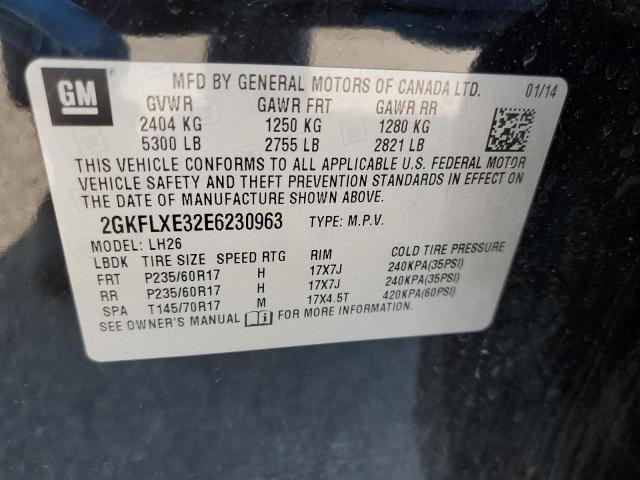 GM
MFD BY GENERAL MOTORS OF CANADA LTD. 01/14
GVWR GAWR FRT GAWR RR
2404 KG 1250 KG 1280 KG
5300 LB 2755 LB 2821 LB
THIS VEHICLE CONFORMS TO ALL APPLICABLE U.S. FEDERAL MOTOR
VEHICLE SAFETY AND THEFT PREVENTION STANDARDS IN EFFECT ON
THE DATE OF MANUFACTURE SHOWN ABOVE.
2GKFLXE32E6230963 TYPE: M.P.V.
MODEL: LH26
LBDK TIRE SIZE SPEED RTG RIM COLD TIRE PRESSURE
FRT P235/60R17 H 17X7J 240KPA(35PSI)
RR P235/60R17 H 17X7J 240KPA(35PSI)
SPA T145/70R17 M 17X4.5T 420KPA(60PSI)
SEE OWNER'S MANUAL FOR MORE INFORMATION.